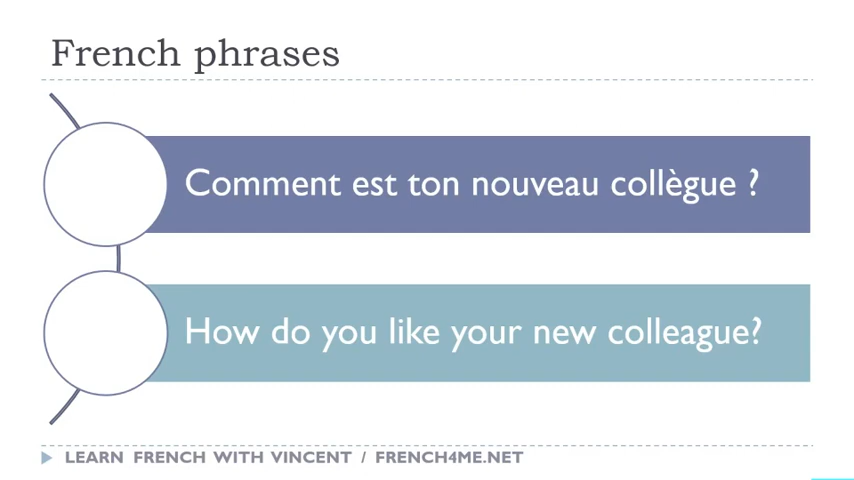 French phrases
Comment est ton nouveau collègue ?
How do you like your new colleague?
LEARN FRENCH WITH VINCENT / FRENCH4ME.NET